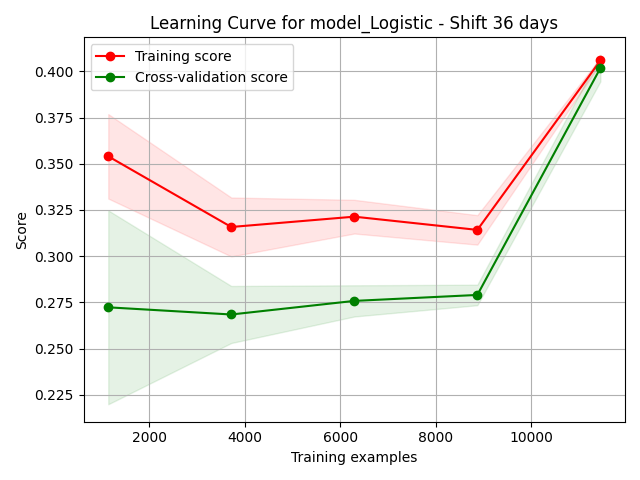 Learning Curve for model_Logistic - Shift 36 days
Training score
Cross-validation score
0.400
0.375
0.350
0.325
0.300
0.275
0.250
0.225
Score
2000 4000 6000 8000 10000
Training examples